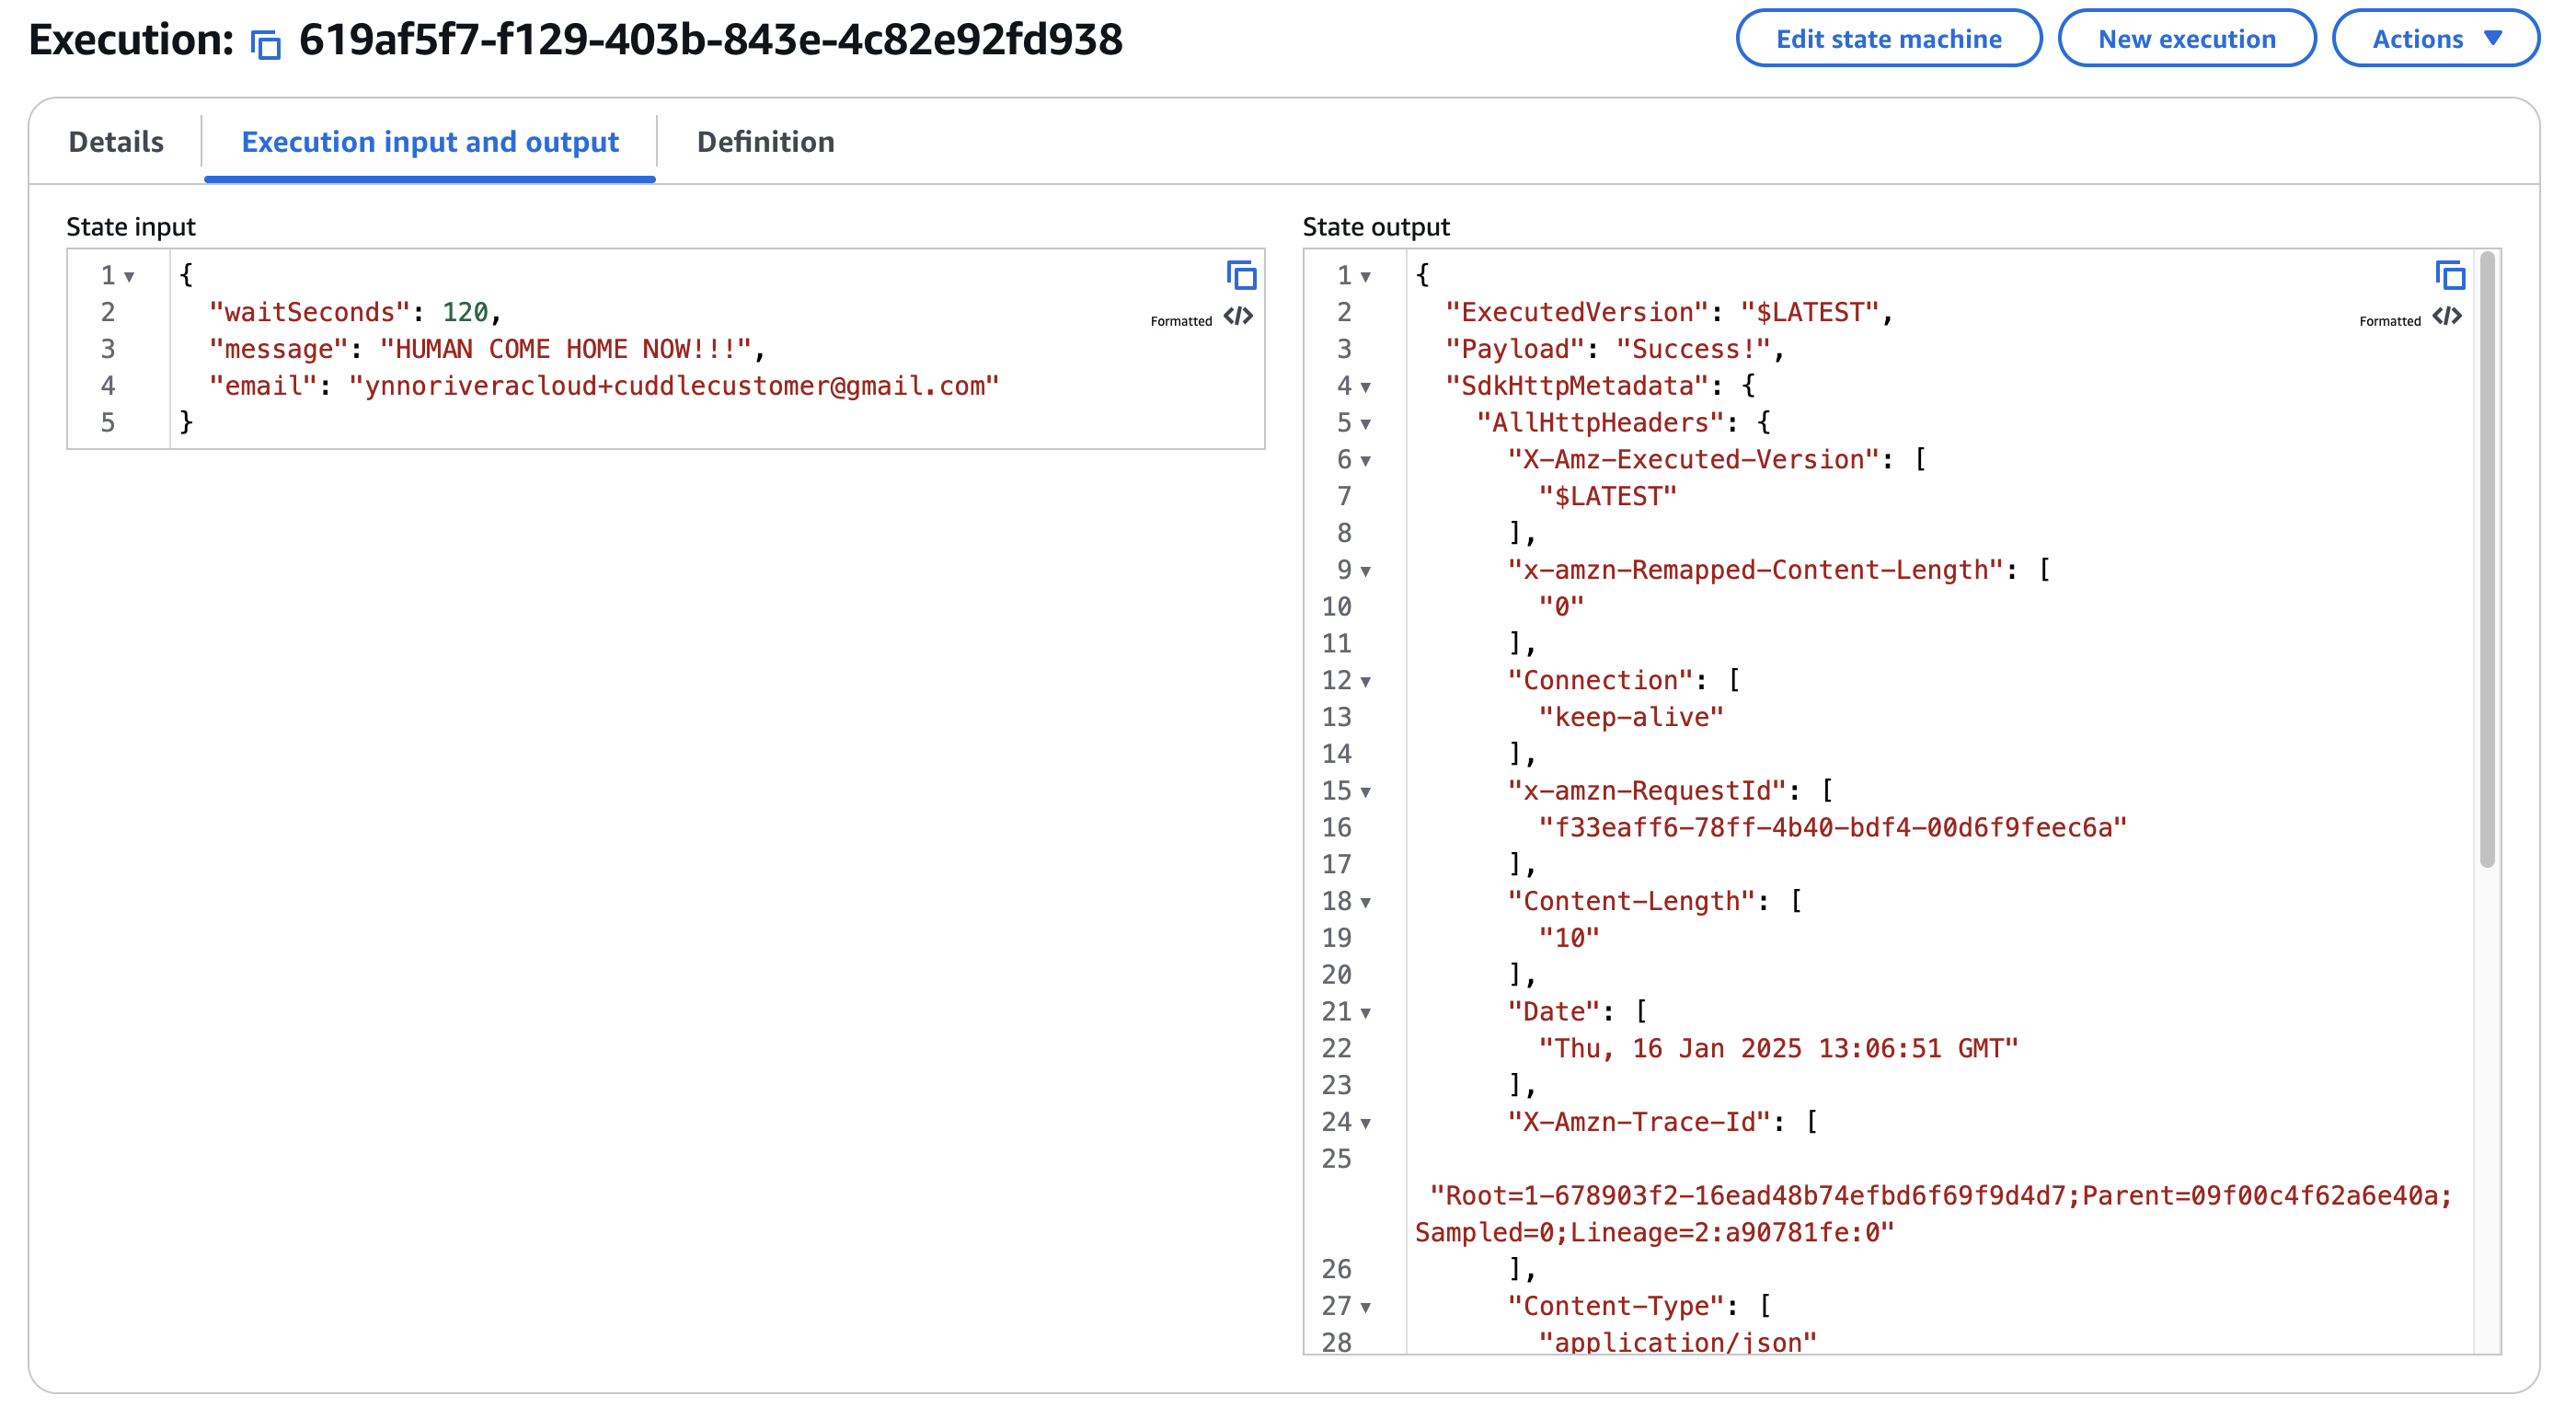 Execution: 619af5f7-f129-403b-843e-4c82e92fd938
Edit state machine
New execution
Actions
Details
Execution input and output
Definition
State input
1 {
2 "waitSeconds": 120,
Formatted
3 "message": "HUMAN COME HOME NOW!!!",
4 "email": "ynnoriveracloud+cuddlecustomer@gmail.com"
5 }
State output
1 {
2 "ExecutedVersion": "$LATEST",
Formatted
3 "Payload": "Success!",
4 "SdkHttpMetadata": {
5 "AllHttpHeaders": {
6 "X-Amz-Executed-Version": [
7 "$LATEST"
8 ],
9 "x-amzn-Remapped-Content-Length": [
10 "0"
11 ],
12 "Connection": [
13 "keep-alive"
14 ],
15 "x-amzn-RequestId": [
16 "f33eaff6-78ff-4b40-bdf4-00d6f9feec6a"
17 ],
18 "Content-Length": [
19 "10"
20 ],
21 "Date": [
22 "Thu, 16 Jan 2025 13:06:51 GMT"
23 ],
24 "X-Amzn-Trace-Id": [
25
"Root=1-678903f2-16ead48b74efbd6f69f9d4d7;Parent=09f00c4f62a6e40a;
Sampled=0;Lineage=2:a90781fe:0"
26 ],
27 "Content-Type": [
28 "application/json"